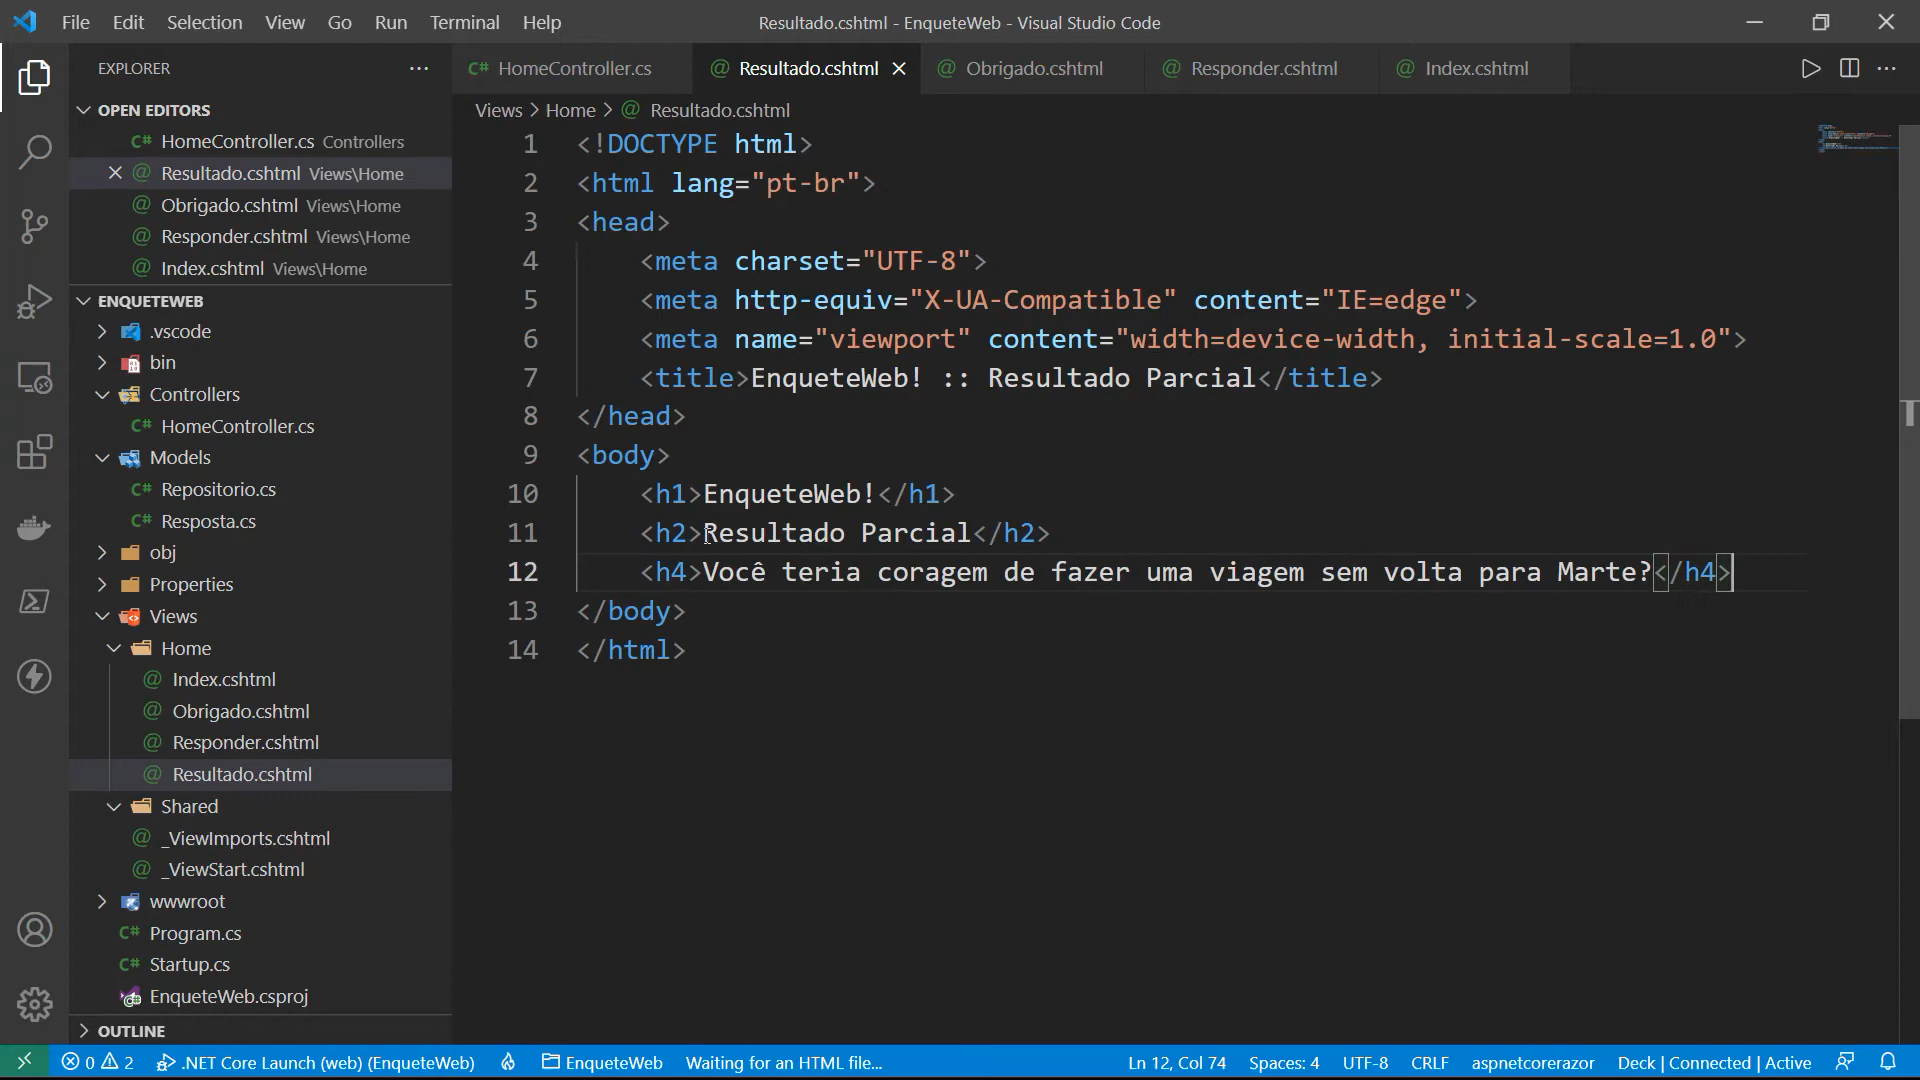 File Edit Selection View Go Run Terminal Help
Resultado.cshtml - EnqueteWeb - Visual Studio Code
EXPLORER
OPEN EDITORS
HomeController.cs Controllers
Resultado.cshtml Views\Home
Obrigado.cshtml Views\Home
Responder.cshtml Views\Home
Index.cshtml Views\Home
ENQUETEWEB
.vscode
bin
Controllers
HomeController.cs
Models
Repositorio.cs
Resposta.cs
obj
Properties
Views
Home
Index.cshtml
Obrigado.cshtml
Responder.cshtml
Resultado.cshtml
Shared
_ViewImports.cshtml
_ViewStart.cshtml
wwwroot
Program.cs
Startup.cs
EnqueteWeb.csproj
OUTLINE
HomeController.cs Resultado.cshtml Obrigado.cshtml Responder.cshtml Index.cshtml
Views > Home > Resultado.cshtml
1 <!DOCTYPE html>
2 <html lang="pt-br">
3 <head>
4 <meta charset="UTF-8">
5 <meta http-equiv="X-UA-Compatible" content="IE=edge">
6 <meta name="viewport" content="width=device-width, initial-scale=1.0">
7 <title>EnqueteWeb! :: Resultado Parcial</title>
8 </head>
9 <body>
10 <h1>EnqueteWeb!</h1>
11 <h2>Resultado Parcial</h2>
12 <h4>Você teria coragem de fazer uma viagem sem volta para Marte?</h4>
13 </body>
14 </html>
0 2 .NET Core Launch (web) (EnqueteWeb) EnqueteWeb Waiting for an HTML file... Ln 12, Col 74 Spaces: 4 UTF-8 CRLF aspnetcorerazor Deck | Connected | Active